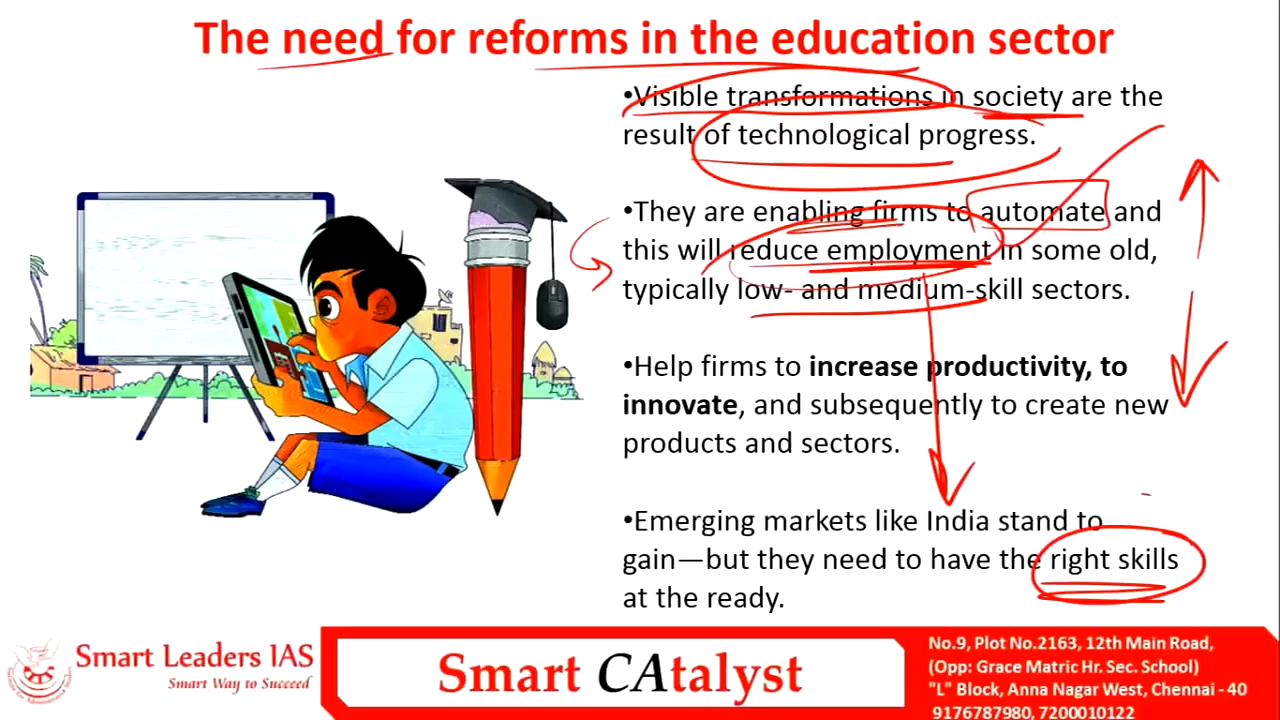 The need for reforms in the education sector
•Visible transformations in society are the
result of technological progress.
•They are enabling firms to automate and
this will reduce employment in some old,
typically low- and medium-skill sectors.
•Help firms to increase productivity, to
innovate, and subsequently to create new
products and sectors.
•Emerging markets like India stand to
gain—but they need to have the right skills
at the ready.
Smart Leaders IAS
Smart Way to Succeed
Smart CAtalyst
No.9, Plot No.2163, 12th Main Road,
(Opp: Grace Matric Hr. Sec. School)
"L" Block, Anna Nagar West, Chennai - 40
9176787980, 7200010122